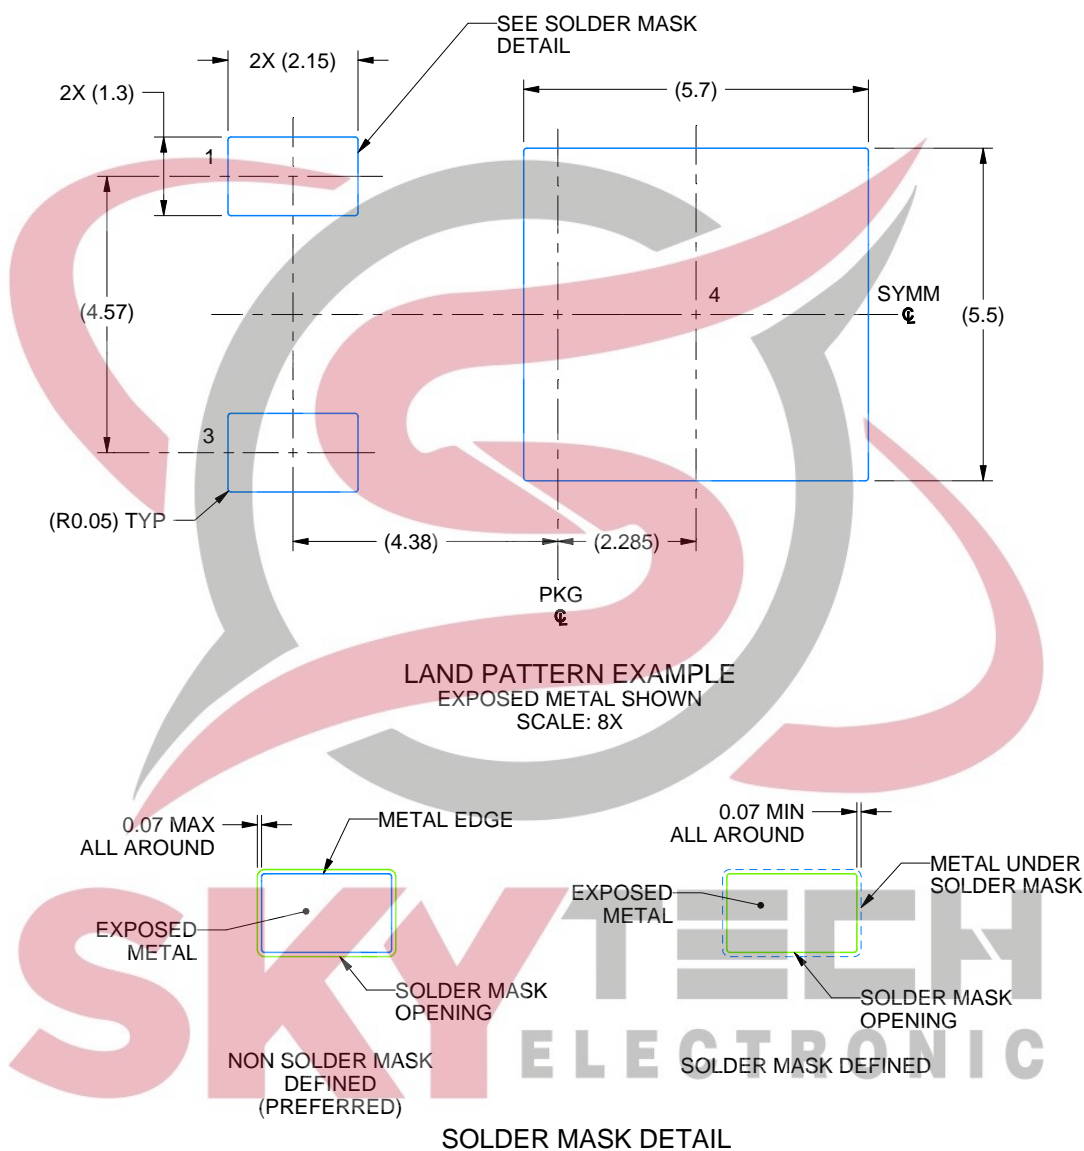 SEE SOLDER MASK
DETAIL
2X (2.15)
2X (1.3)
(5.7)
1
(4.57)
4
SYMM
℄
(5.5)
3
(R0.05) TYP
(4.38)
(2.285)
PKG
℄
LAND PATTERN EXAMPLE
EXPOSED METAL SHOWN
SCALE: 8X
0.07 MAX
ALL AROUND
METAL EDGE
EXPOSED
METAL
SOLDER MASK
OPENING
NON SOLDER MASK
DEFINED
(PREFERRED)
0.07 MIN
ALL AROUND
METAL UNDER
SOLDER MASK
EXPOSED
METAL
SOLDER MASK
OPENING
SOLDER MASK DEFINED
SOLDER MASK DETAIL
SKYTECH
ELECTRONIC